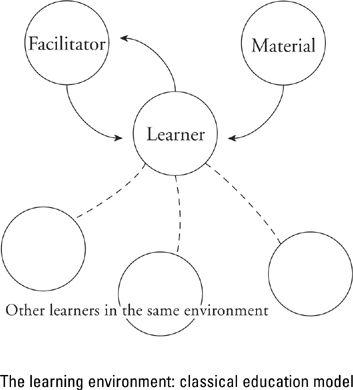 Facilitator
Material
Learner
Other learners in the same environment
The learning environment: classical education model